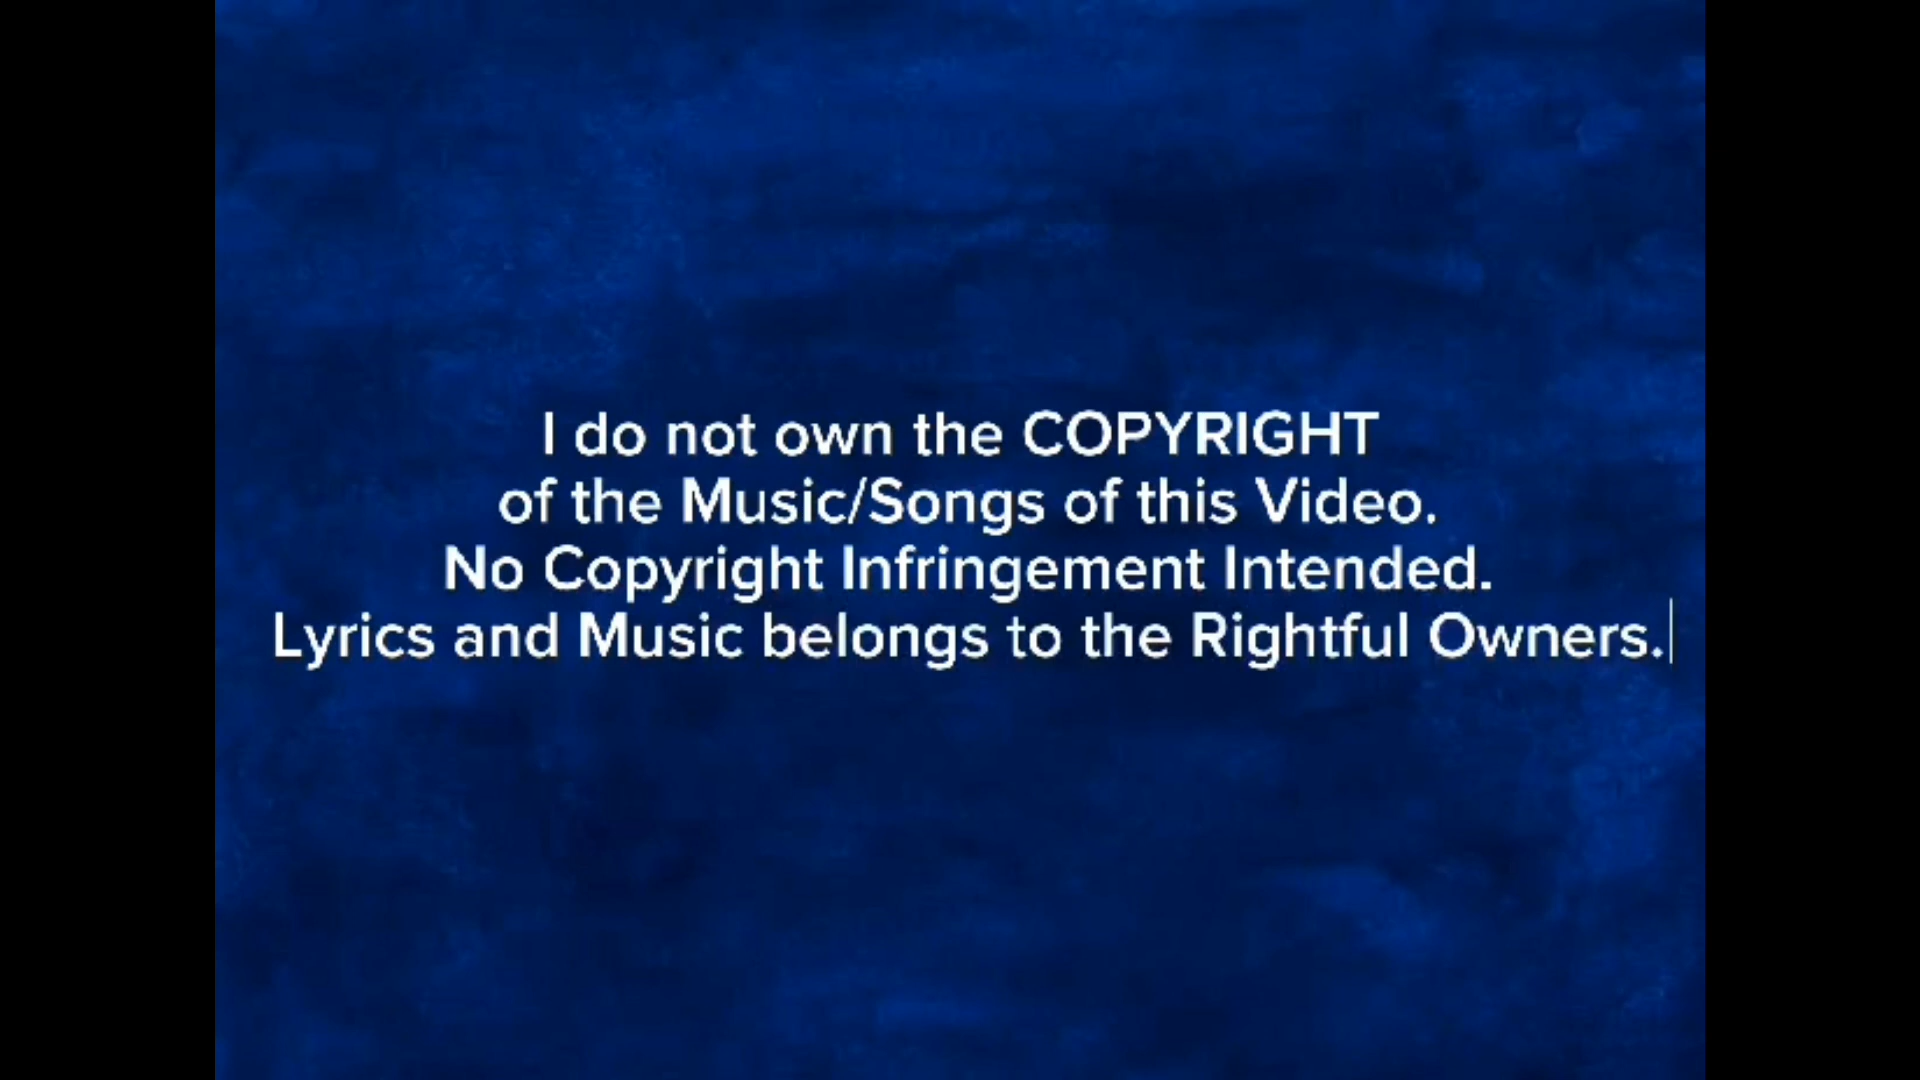 I do not own the COPYRIGHT
of the Music/Songs of this Video.
No Copyright Infringement Intended.
Lyrics and Music belongs to the Rightful Owners.